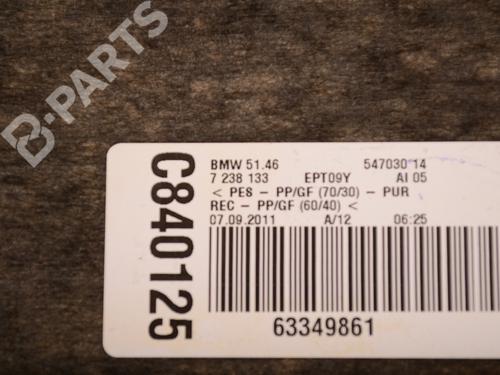 B-PARTS
C840125
BMW 51.46 547030 14
7 238 133 EPT09Y AI 05
< PES - PP/GF (70/30) - PUR
REC - PP/GF (60/40) <
07.09.2011 A/12 06:25
63349861